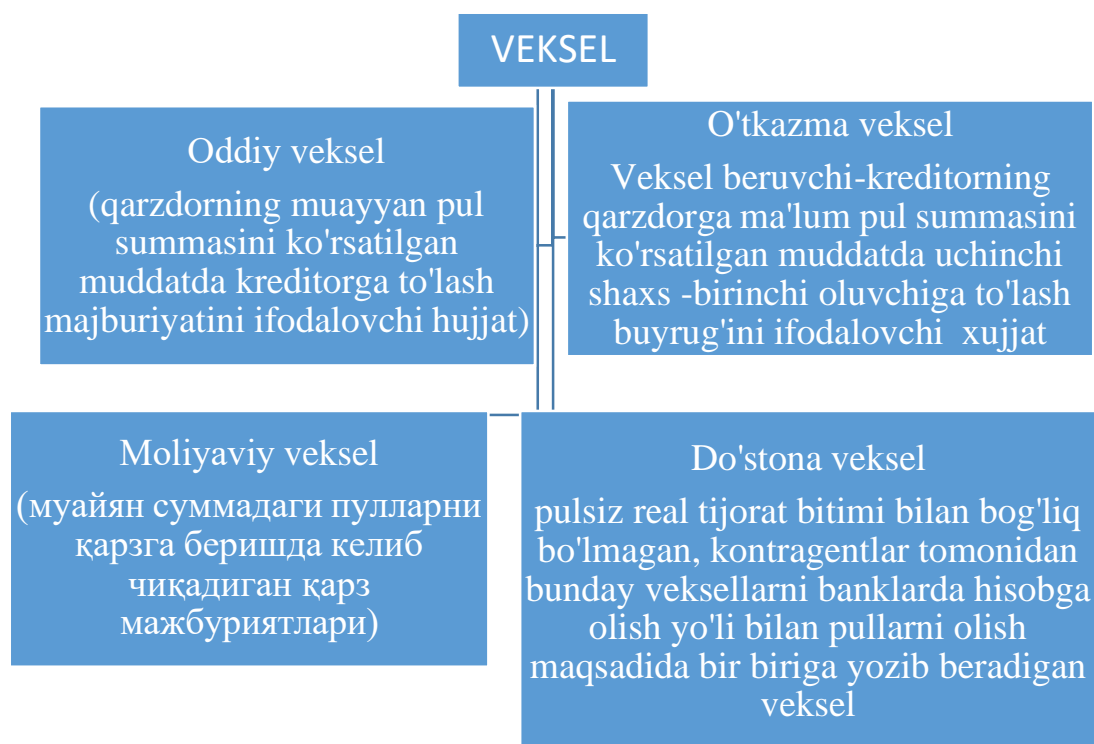 VEKSEL
Oddiy veksel
(qarzdorning muayyan pul
summasini ko'rsatilgan
muddatda kreditorga to'lash
majburiyatini ifodalovchi hujjat)
O'tkazma veksel
Veksel beruvchi-kreditorning
qarzdorga ma'lum pul summasini
ko'rsatilgan muddatda uchinchi
shaxs -birinchi oluvchiga to'lash
buyrug'ini ifodalovchi xujjat
Moliyaviy veksel
(муайян суммадаги пулларни
қарзга беришда келиб
чиқадиган қарз
мажбуриятлари)
Do'stona veksel
pulsiz real tijorat bitimi bilan bog'liq
bo'lmagan, kontragentlar tomonidan
bunday veksellarni banklarda hisobga
olish yo'li bilan pullarni olish
maqsadida bir biriga yozib beradigan
veksel